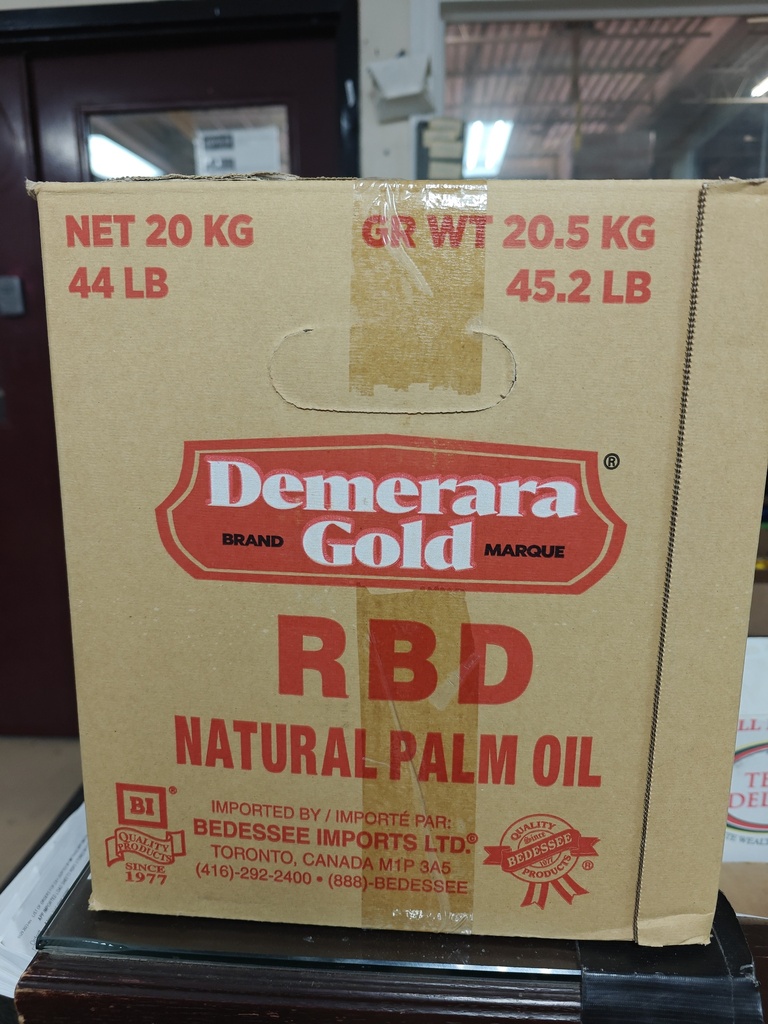 NET 20 KG
44 LB
GR WT 20.5 KG
45.2 LB
Demerara ®
BRAND Gold MARQUE
RBD
NATURAL PALM OIL
BI ®
QUALITY
PRODUCTS
SINCE
1977
IMPORTED BY / IMPORTÉ PAR:
BEDESSEE IMPORTS LTD.©
TORONTO, CANADA M1P 3A5
(416)-292-2400 • (888)-BEDESSEE
QUALITY
Since
BEDESSEE
1977
PRODUCTS ®